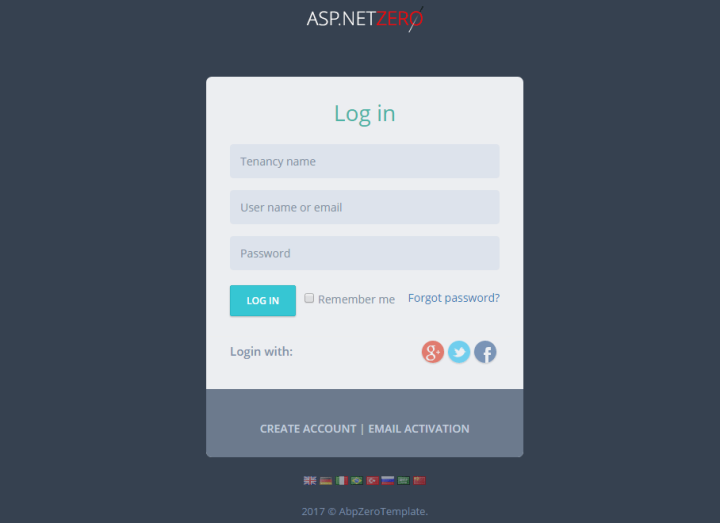 ASP.NETZERO
Log in
Tenancy name
User name or email
Password
LOG IN
Remember me
Forgot password?
Login with:
CREATE ACCOUNT | EMAIL ACTIVATION
2017 © AbpZeroTemplate.